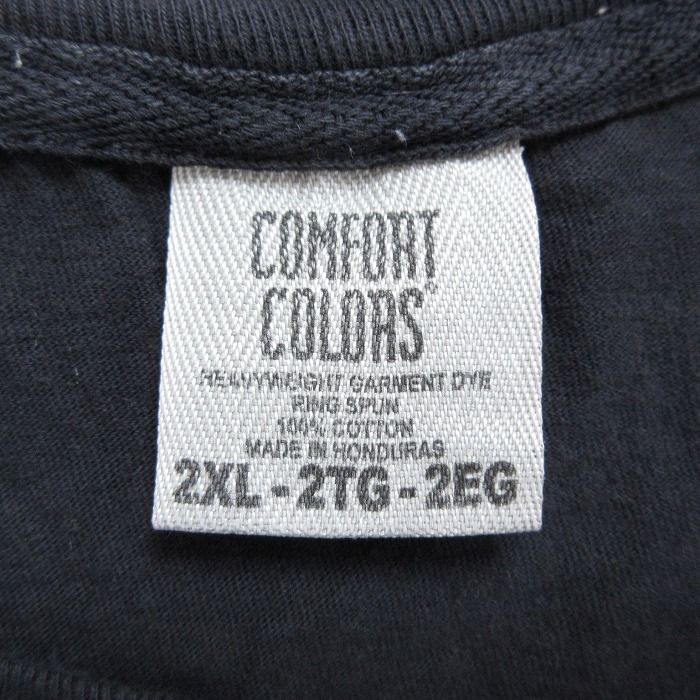 COMFORT
COLORS®
HEAVYWEIGHT GARMENT DYE
RING SPUN
100% COTTON
MADE IN HONDURAS
2XL - 2TG - 2EG